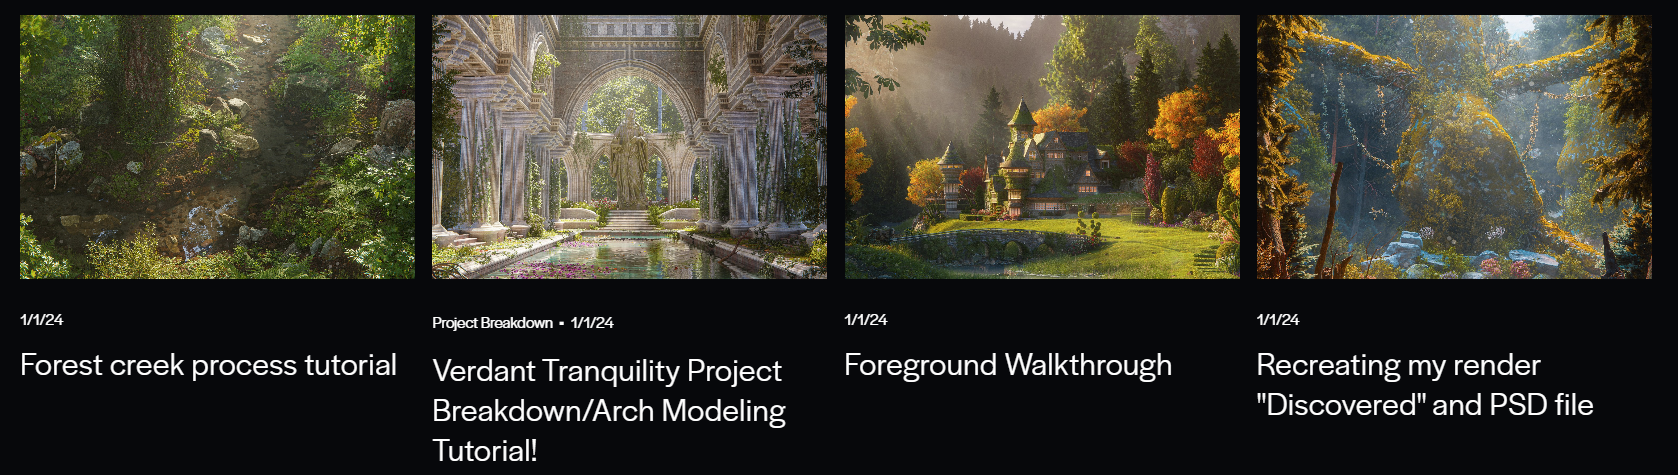 1/1/24
Forest creek process tutorial
Project Breakdown ▪ 1/1/24
Verdant Tranquility Project
Breakdown/Arch Modeling
Tutorial!
1/1/24
Foreground Walkthrough
1/1/24
Recreating my render
"Discovered" and PSD file